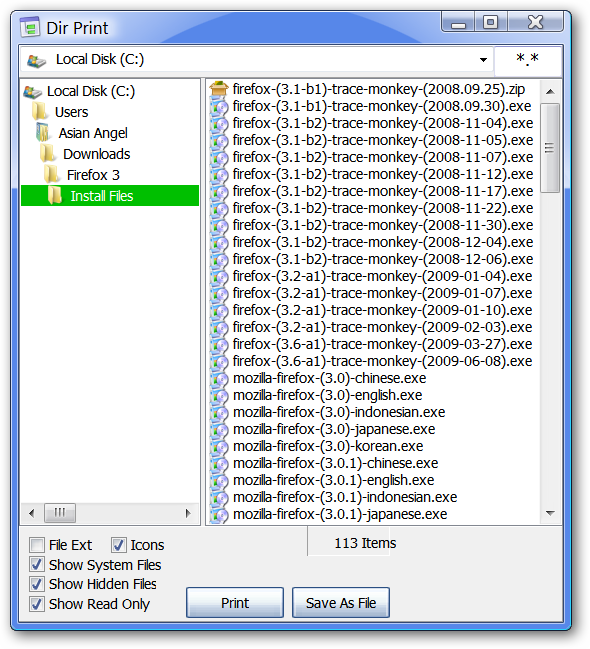 Dir Print
Local Disk (C:)
*.*
Local Disk (C:)
Users
Asian Angel
Downloads
Firefox 3
Install Files
firefox-(3.1-b1)-trace-monkey-(2008.09.25).zip
firefox-(3.1-b1)-trace-monkey-(2008.09.30).exe
firefox-(3.1-b2)-trace-monkey-(2008-11-04).exe
firefox-(3.1-b2)-trace-monkey-(2008-11-05).exe
firefox-(3.1-b2)-trace-monkey-(2008-11-07).exe
firefox-(3.1-b2)-trace-monkey-(2008-11-12).exe
firefox-(3.1-b2)-trace-monkey-(2008-11-17).exe
firefox-(3.1-b2)-trace-monkey-(2008-11-22).exe
firefox-(3.1-b2)-trace-monkey-(2008-11-30).exe
firefox-(3.1-b2)-trace-monkey-(2008-12-04).exe
firefox-(3.1-b2)-trace-monkey-(2008-12-06).exe
firefox-(3.2-a1)-trace-monkey-(2009-01-04).exe
firefox-(3.2-a1)-trace-monkey-(2009-01-07).exe
firefox-(3.2-a1)-trace-monkey-(2009-01-10).exe
firefox-(3.2-a1)-trace-monkey-(2009-02-03).exe
firefox-(3.6-a1)-trace-monkey-(2009-03-27).exe
firefox-(3.6-a1)-trace-monkey-(2009-06-08).exe
mozilla-firefox-(3.0)-chinese.exe
mozilla-firefox-(3.0)-english.exe
mozilla-firefox-(3.0)-indonesian.exe
mozilla-firefox-(3.0)-japanese.exe
mozilla-firefox-(3.0)-korean.exe
mozilla-firefox-(3.0.1)-chinese.exe
mozilla-firefox-(3.0.1)-english.exe
mozilla-firefox-(3.0.1)-indonesian.exe
mozilla-firefox-(3.0.1)-japanese.exe
File Ext Icons
113 Items
Show System Files
Show Hidden Files
Show Read Only
Print
Save As File